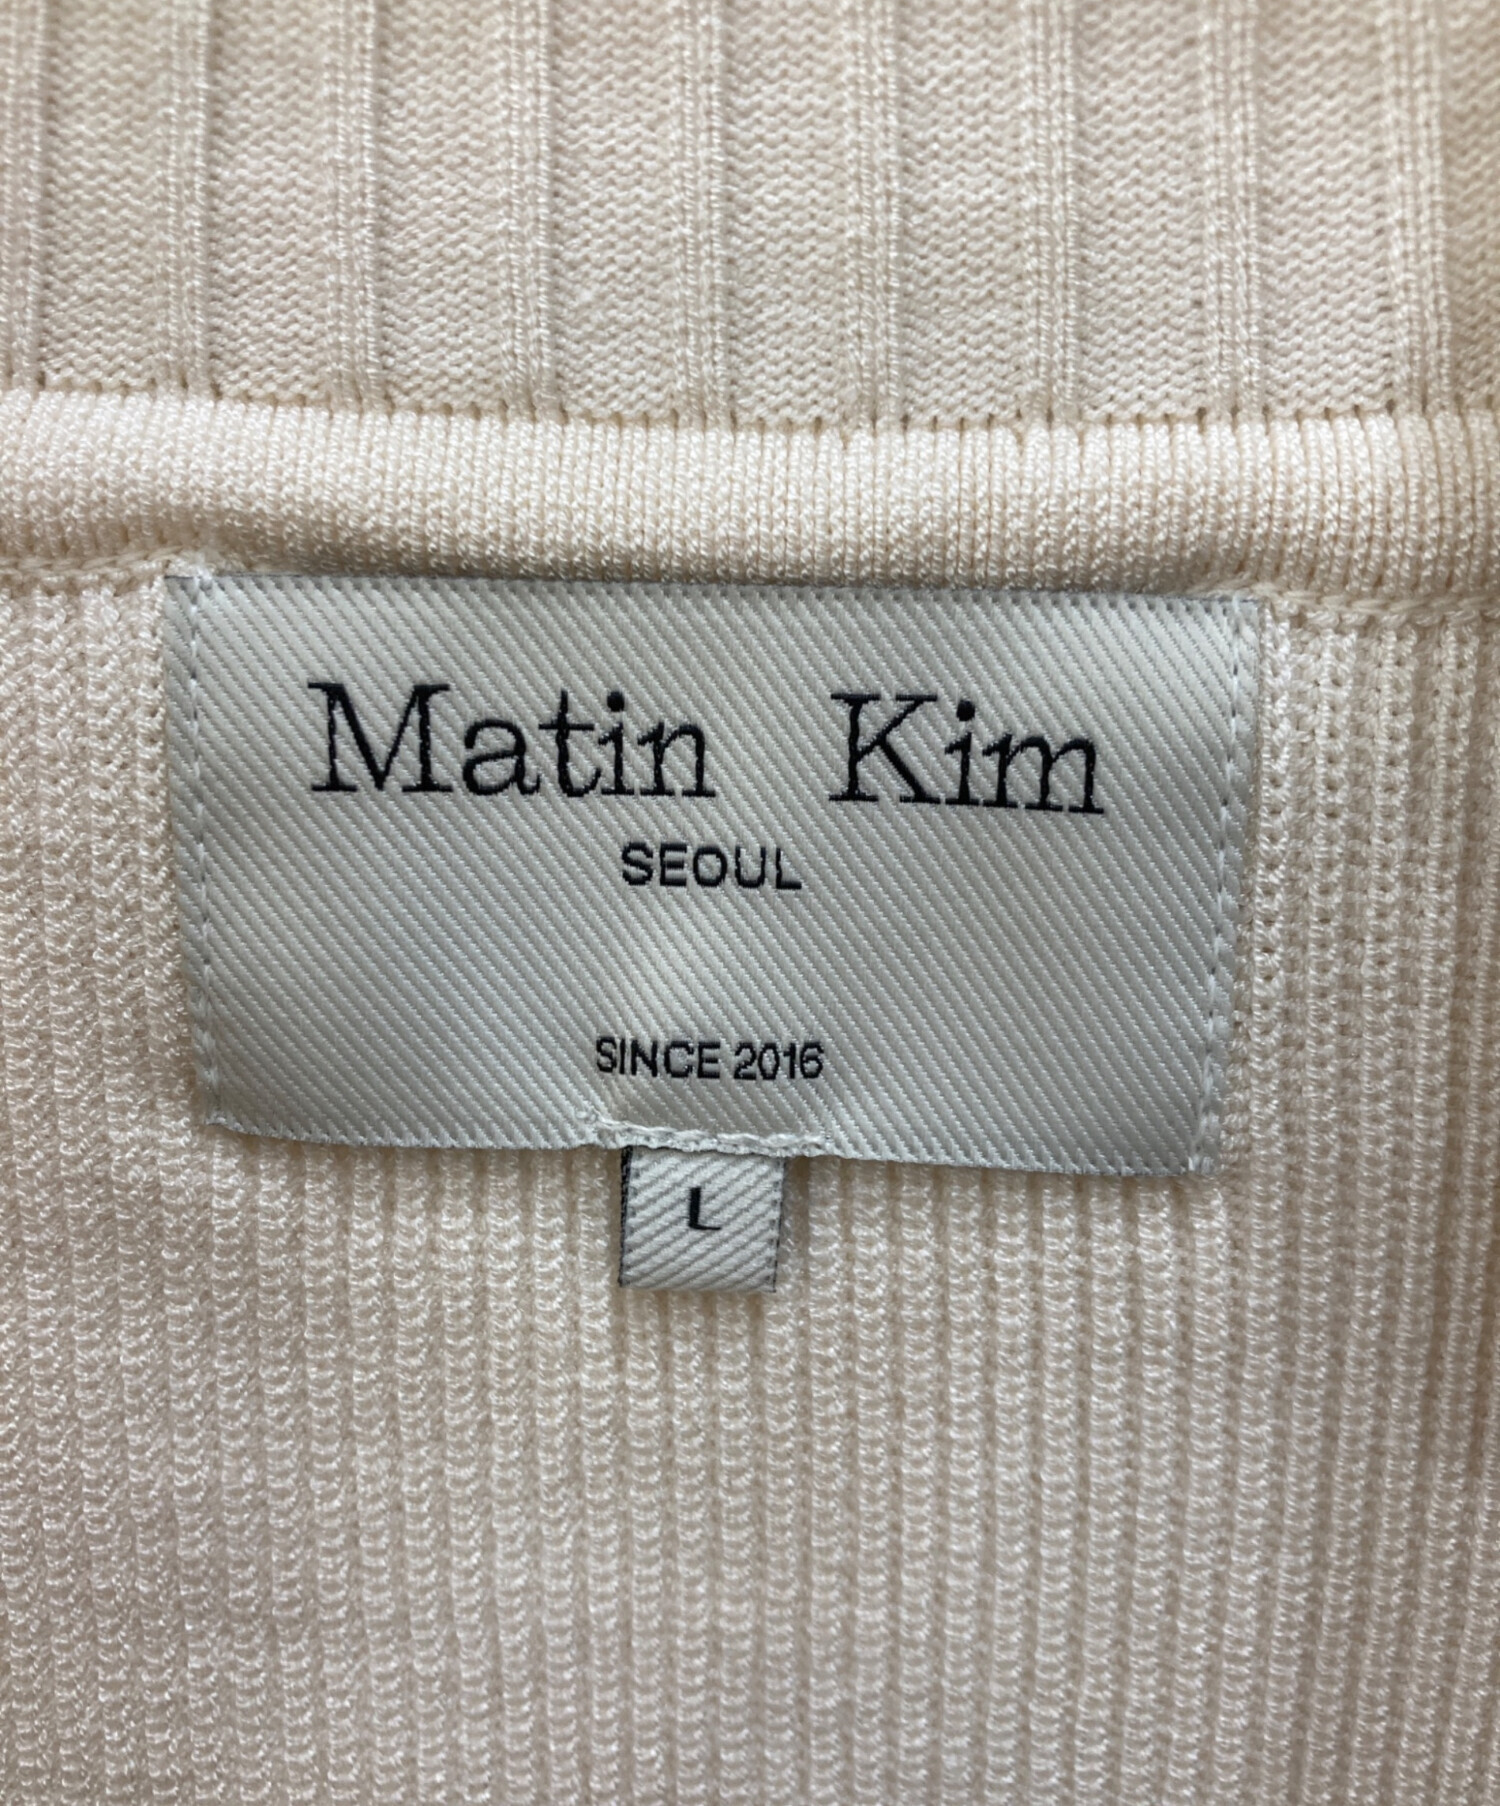 Matin Kim
SEOUL
SINCE 2016
L